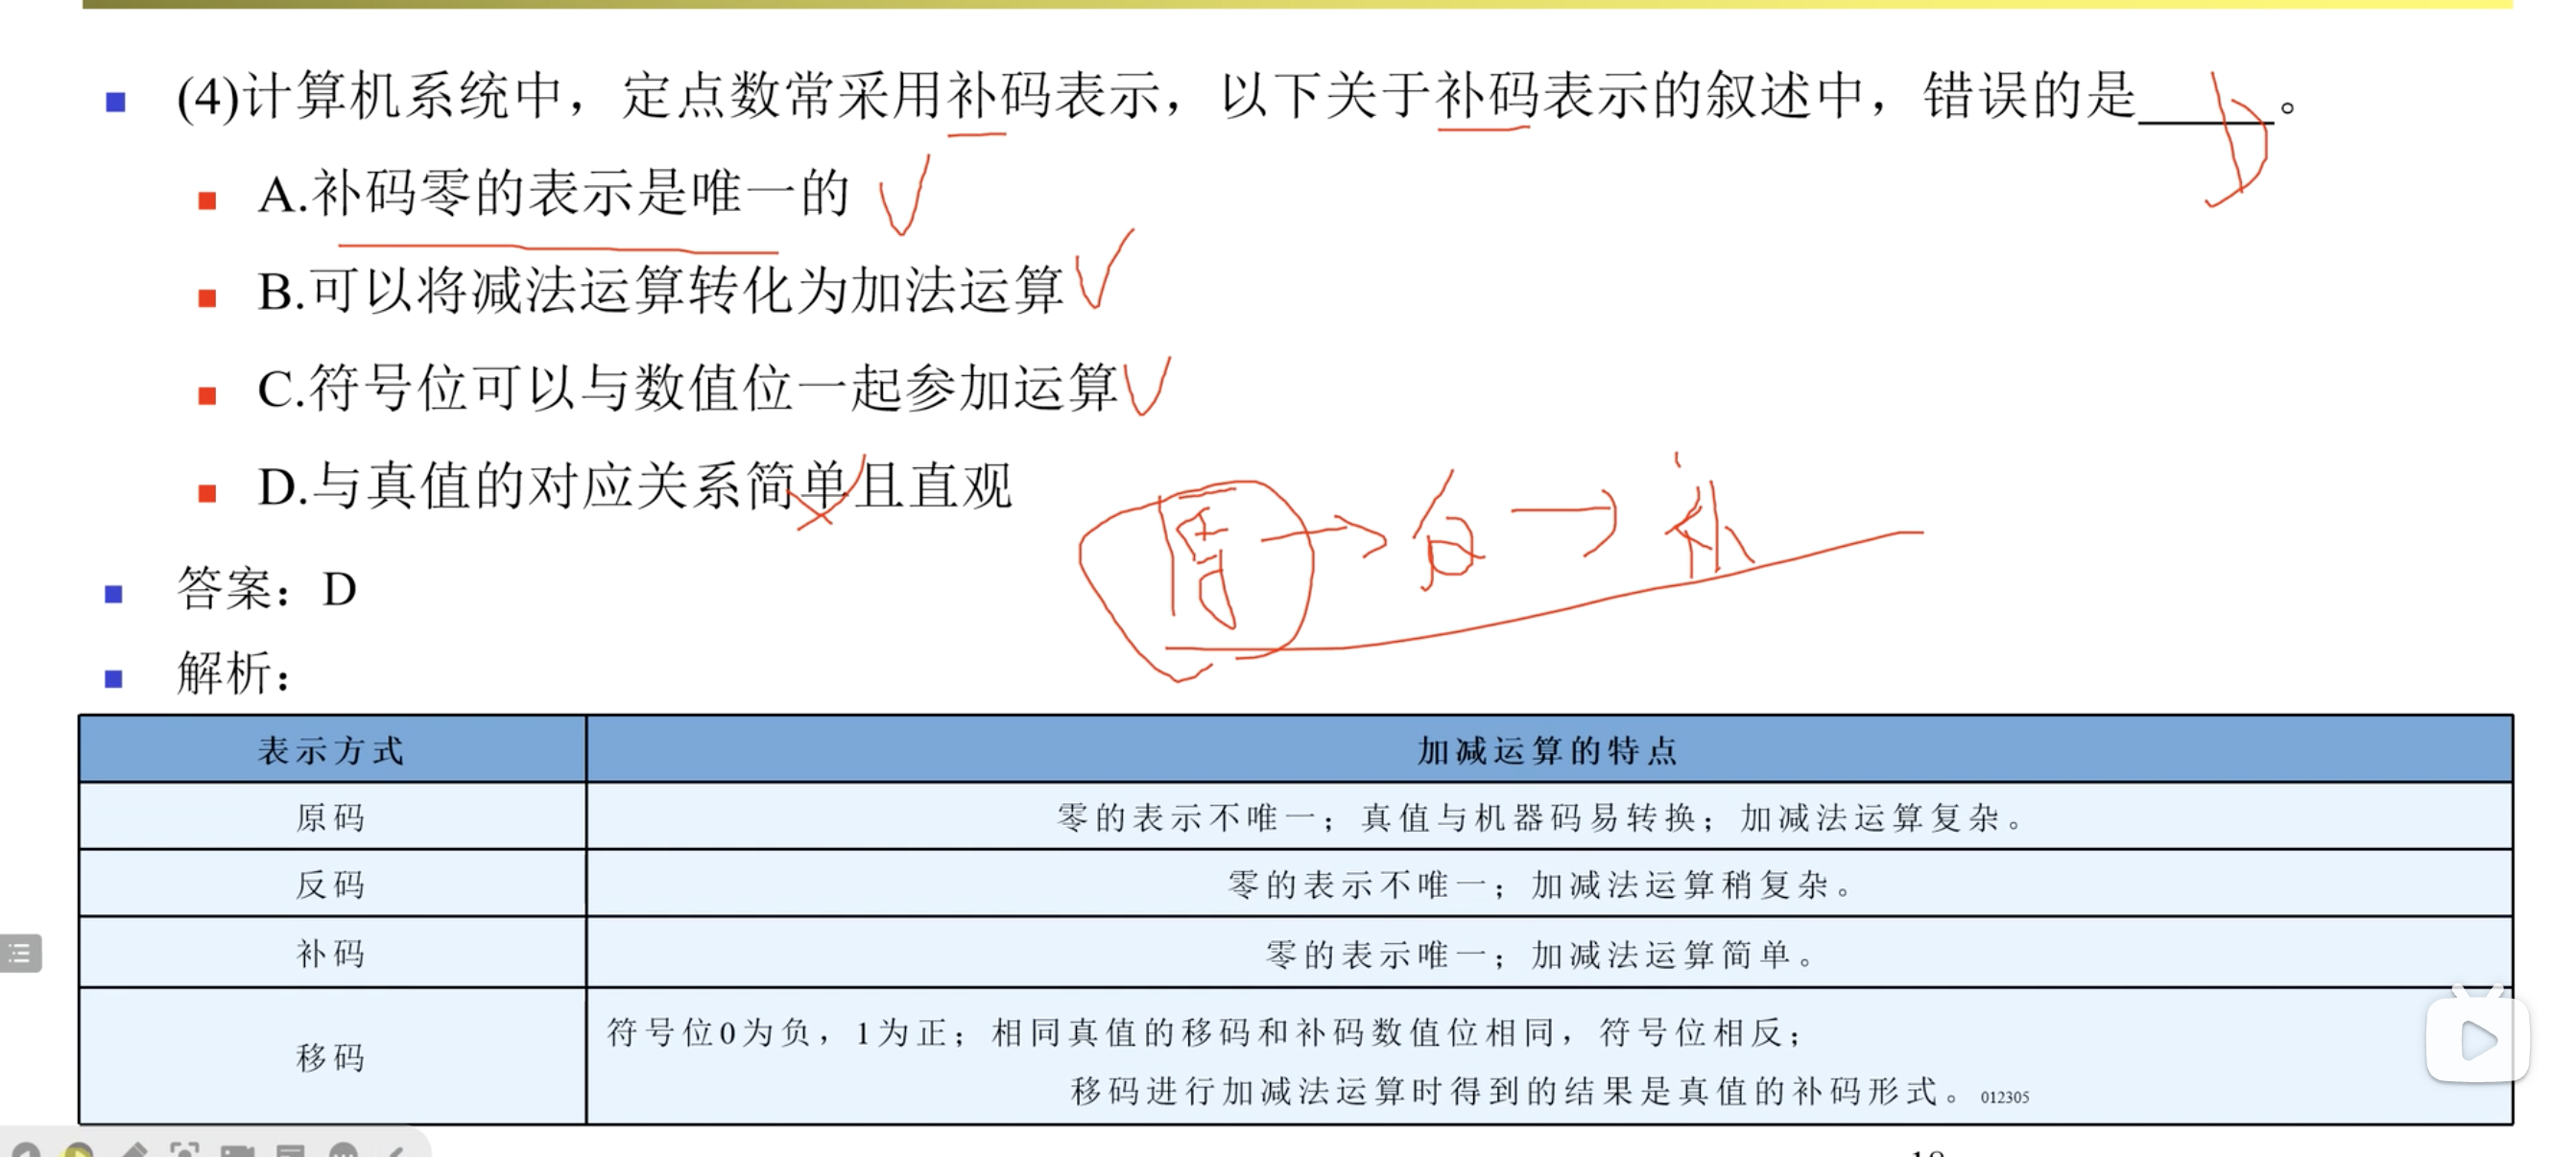 (4)计算机系统中，定点数常采用补码表示，以下关于补码表示的叙述中，错误的是____。
D
A.补码零的表示是唯一的
B.可以将减法运算转化为加法运算
C.符号位可以与数值位一起参加运算
D.与真值的对应关系简单且直观
原→反→补
答案：D
解析：
表示方式 加减运算的特点
原码 零的表示不唯一；真值与机器码易转换；加减法运算复杂。
反码 零的表示不唯一；加减法运算稍复杂。
补码 零的表示唯一；加减法运算简单。
移码 符号位0为负，1为正；相同真值的移码和补码数值位相同，符号位相反；
移码进行加减法运算时得到的结果是真值的补码形式。012305